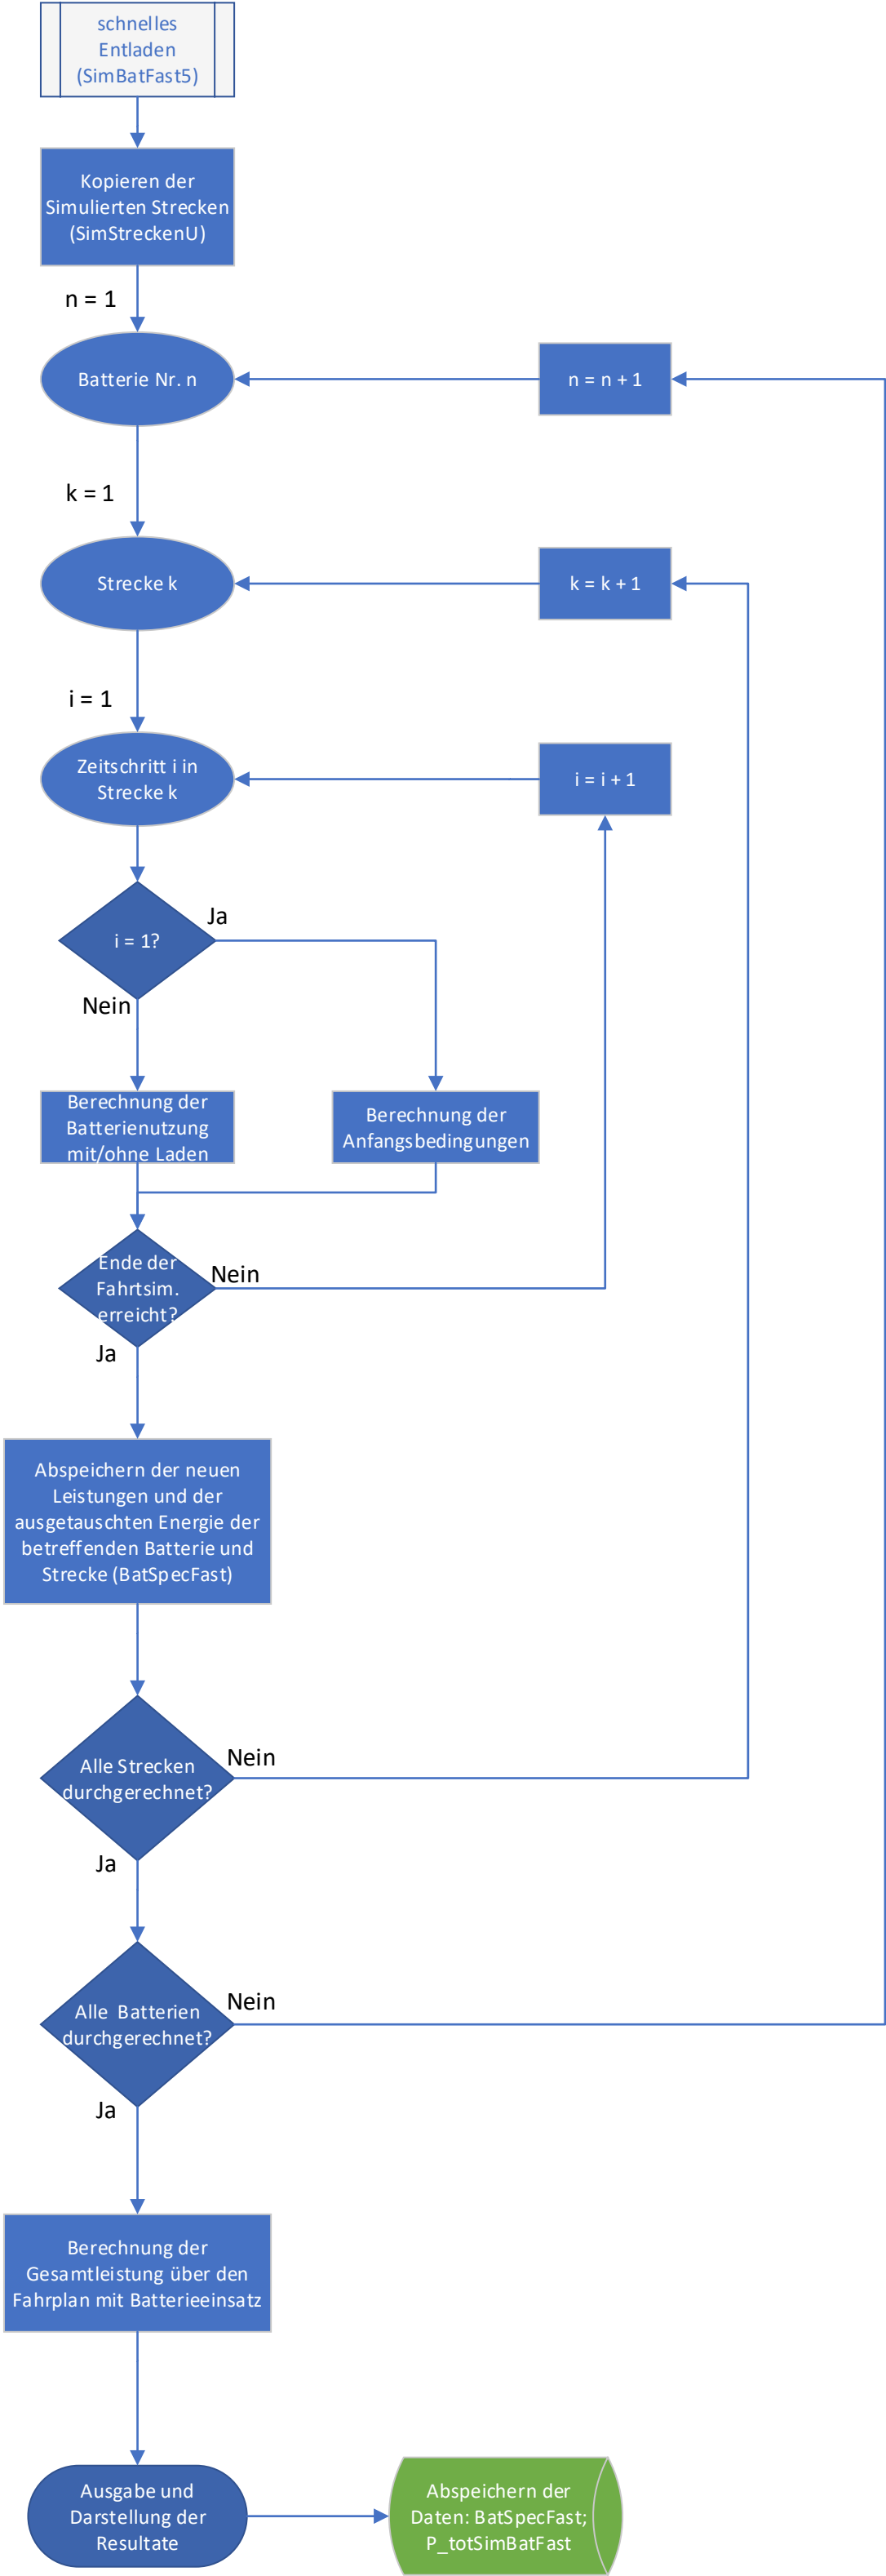 schnelles
Entladen
(SimBatFast5)
Kopieren der
Simulierten Strecken
(SimStreckenU)
n = 1
Batterie Nr. n
n = n + 1
k = 1
Strecke k
k = k + 1
i = 1
Zeitschritt i in
Strecke k
i = i + 1
i = 1?
Ja
Nein
Berechnung der
Batterienutzung
mit/ohne Laden
Berechnung der
Anfangsbedingungen
Ende der
Fahrtsim.
erreicht?
Nein
Ja
Abspeichern der neuen
Leistungen und der
ausgetauschten Energie der
betreffenden Batterie und
Strecke (BatSpecFast)
Alle Strecken
durchgerechnet?
Nein
Ja
Alle Batterien
durchgerechnet?
Nein
Ja
Berechnung der
Gesamtleistung über den
Fahrplan mit Batterieeinsatz
Ausgabe und
Darstellung der
Resultate
Abspeichern der
Daten: BatSpecFast;
P_totSimBatFast